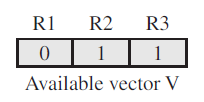 R1 R2 R3
0 1 1
Available vector V